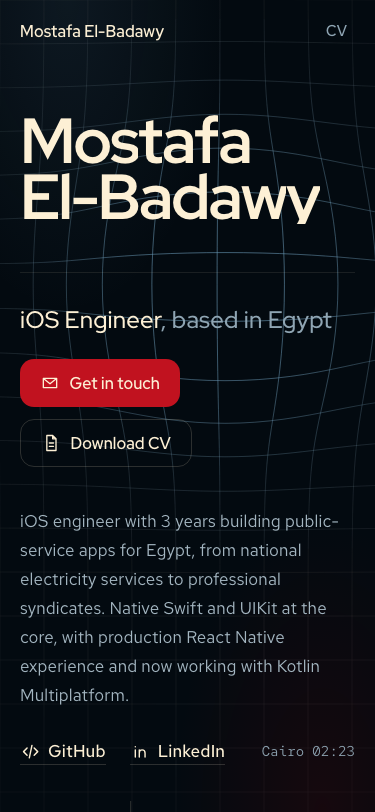 Mostafa El-Badawy
CV
Mostafa
El-Badawy
iOS Engineer, based in Egypt
Get in touch
Download CV
iOS engineer with 3 years building public-
service apps for Egypt, from national
electricity services to professional
syndicates. Native Swift and UIKit at the
core, with production React Native
experience and now working with Kotlin
Multiplatform.
GitHub
LinkedIn
Cairo 02:23